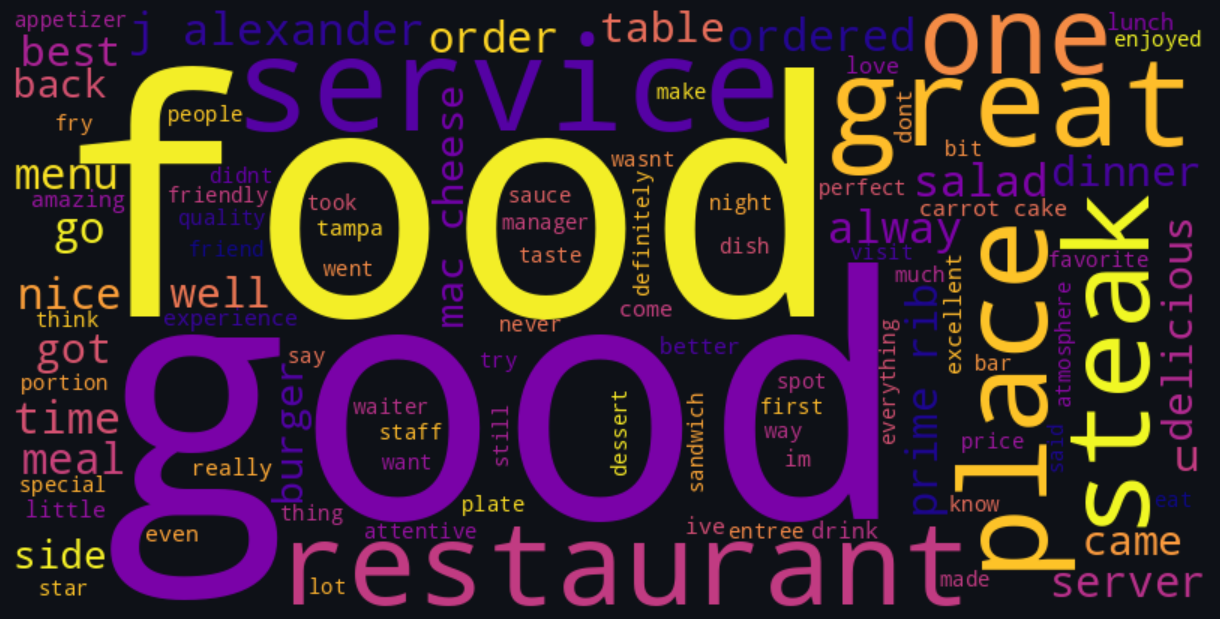 appetizer
j alexander
order
table
ordered
one
lunch
enjoyed
best
back
service
make
love
great
dont
fry
people
food
mac cheese
wasnt
bit
menu
didnt
friendly
amazing
quality
friend
go
took
tampa
went
sauce
manager
taste
definitely
night
dish
perfect
salad
dinner
carrot cake
alway
visit
much
favorite
steak
place
delicious
nice
well
experience
think
never
come
excellent
atmosphere
prime rib
bar
got
say
try
better
everything
portion
good
burger
waiter
staff
want
still
dessert
sandwich
spot
first
way
im
price
said
u
time
meal
really
special
little
thing
plate
know
eat
even
attentive
ive
entree
drink
came
side
star
lot
restaurant
made
server